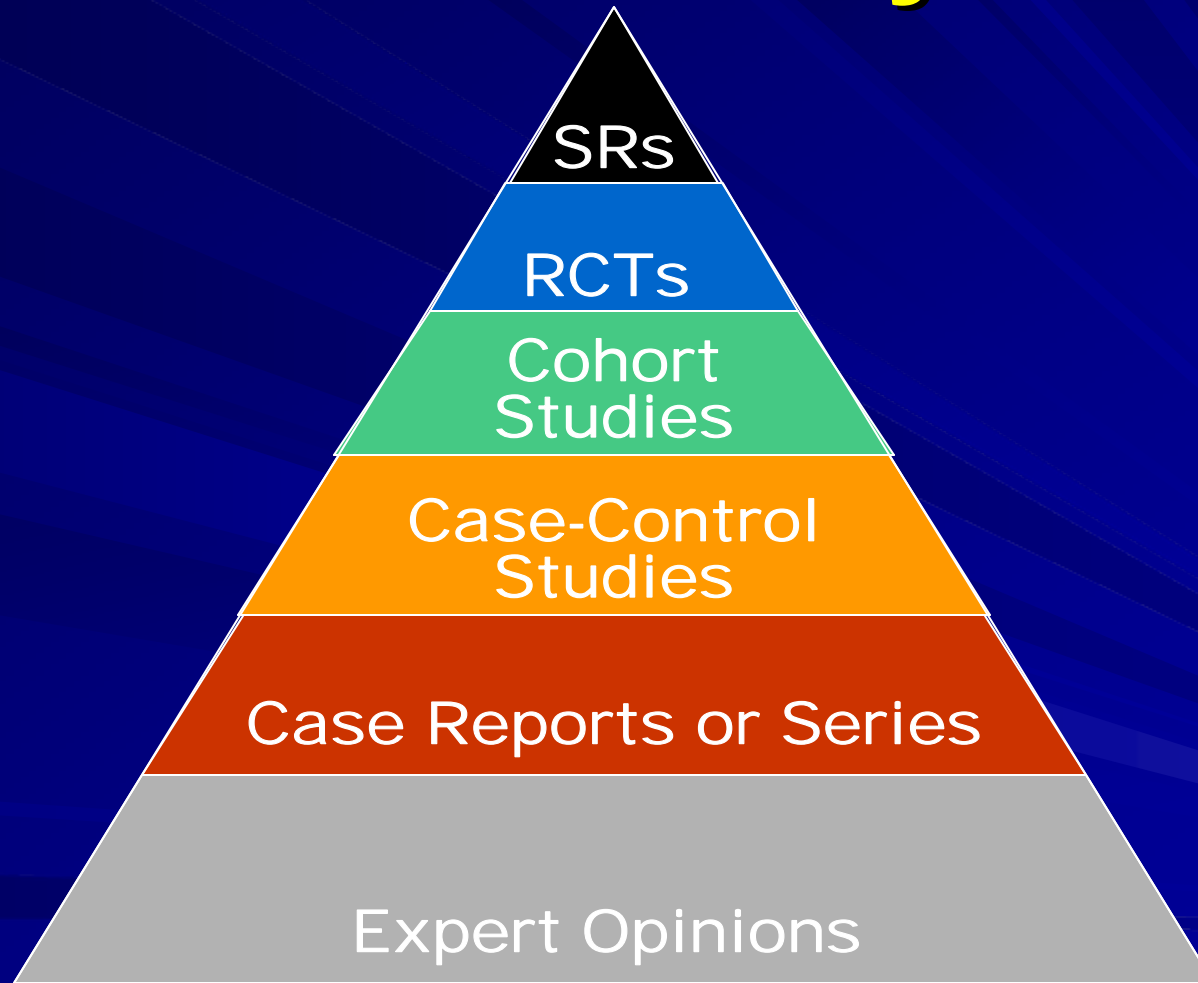 SRs
RCTs
Cohort
Studies
Case-Control
Studies
Case Reports or Series
Expert Opinions